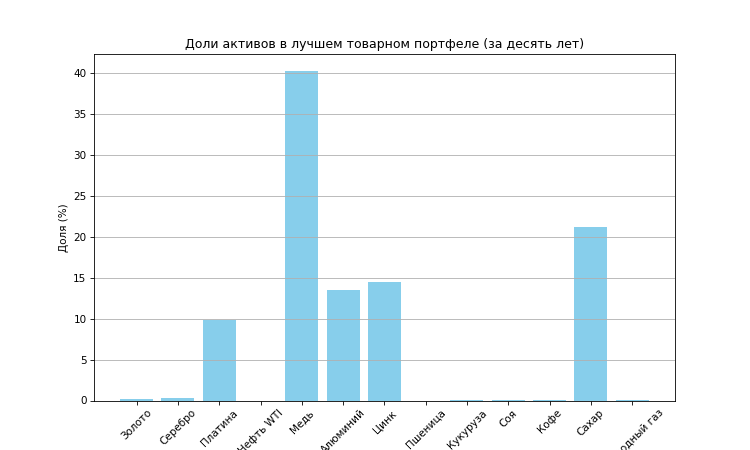 Доли активов в лучшем товарном портфеле (за десять лет)
Доля (%)
40
35
30
25
20
15
10
5
0
Золото
Серебро
Платина
Нефть WTI
Медь
Алюминий
Цинк
Пшеница
Кукуруза
Соя
Кофе
Сахар
одный газ